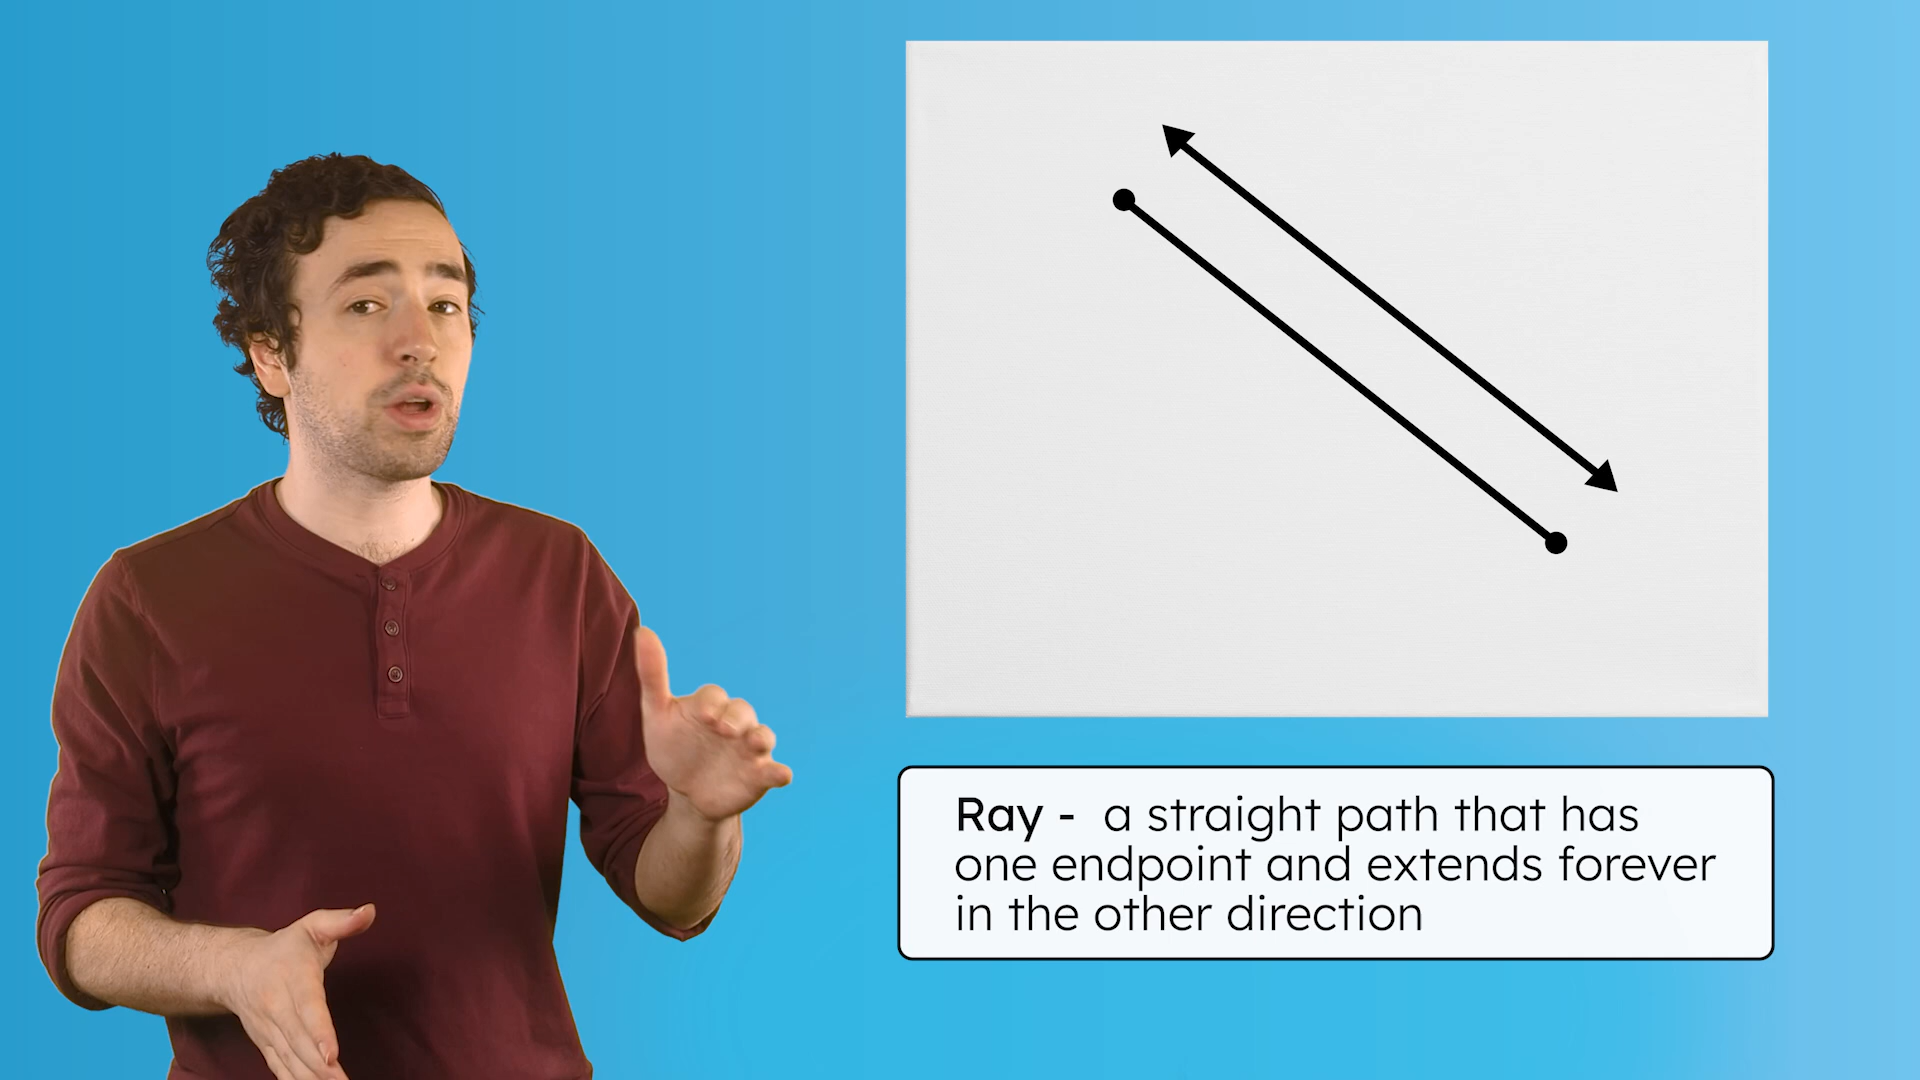 Ray - a straight path that has
one endpoint and extends forever
in the other direction